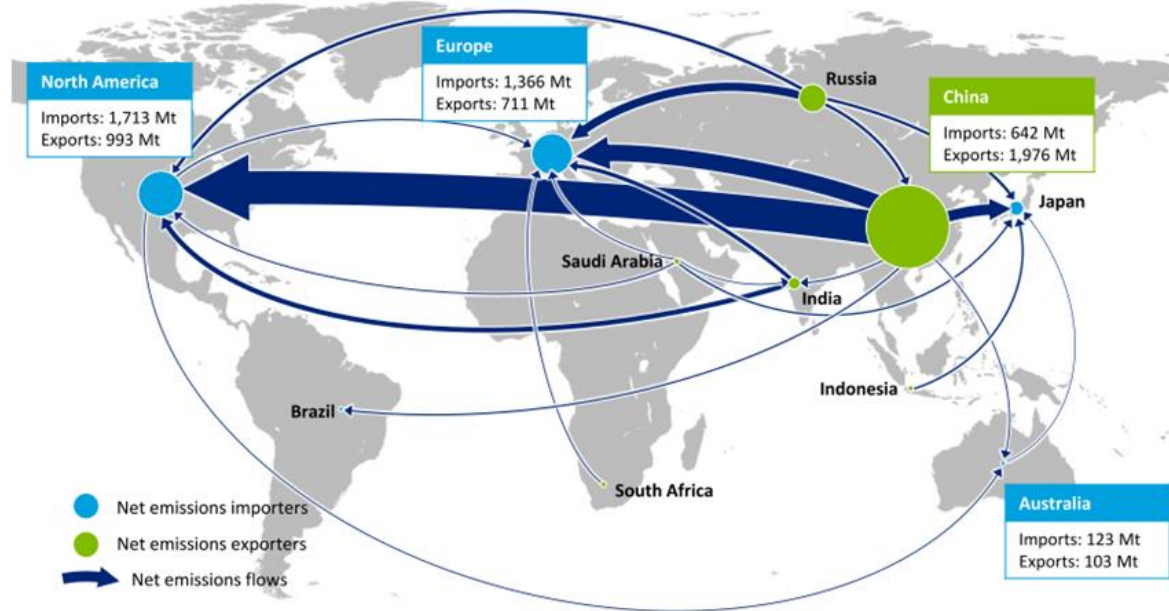 North America
Imports: 1,713 Mt
Exports: 993 Mt
Europe
Imports: 1,366 Mt
Exports: 711 Mt
Russia
China
Imports: 642 Mt
Exports: 1,976 Mt
Japan
Saudi Arabia
India
Indonesia
Brazil
South Africa
Australia
Imports: 123 Mt
Exports: 103 Mt
Net emissions importers
Net emissions exporters
Net emissions flows